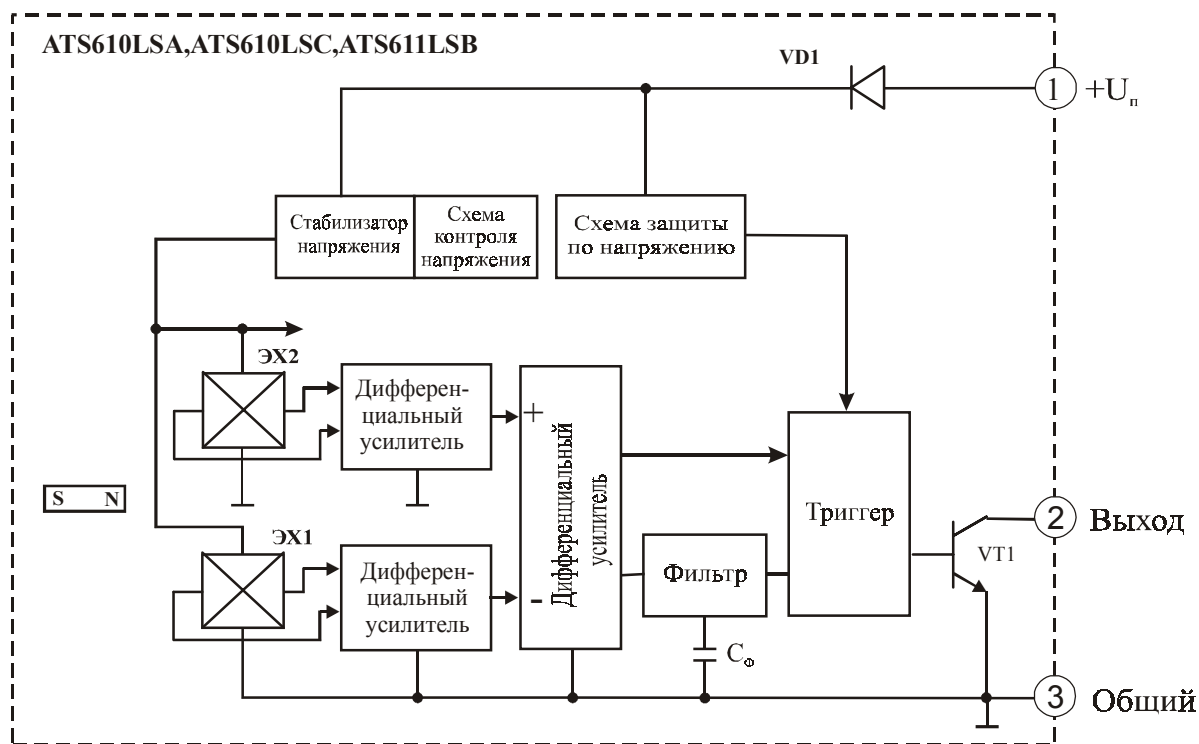 ATS610LSA,ATS610LSC,ATS611LSB
VD1
1
+Uп
Стабилизатор
напряжения
Схема
контроля
напряжения
Схема защиты
по напряжению
ЭХ2
Дифферен-
циальный
усилитель
+
Дифференциальный
усилитель
-
Триггер
S N
2
Выход
VT1
ЭХ1
Дифферен-
циальный
усилитель
Фильтр
CФ
3
Общий